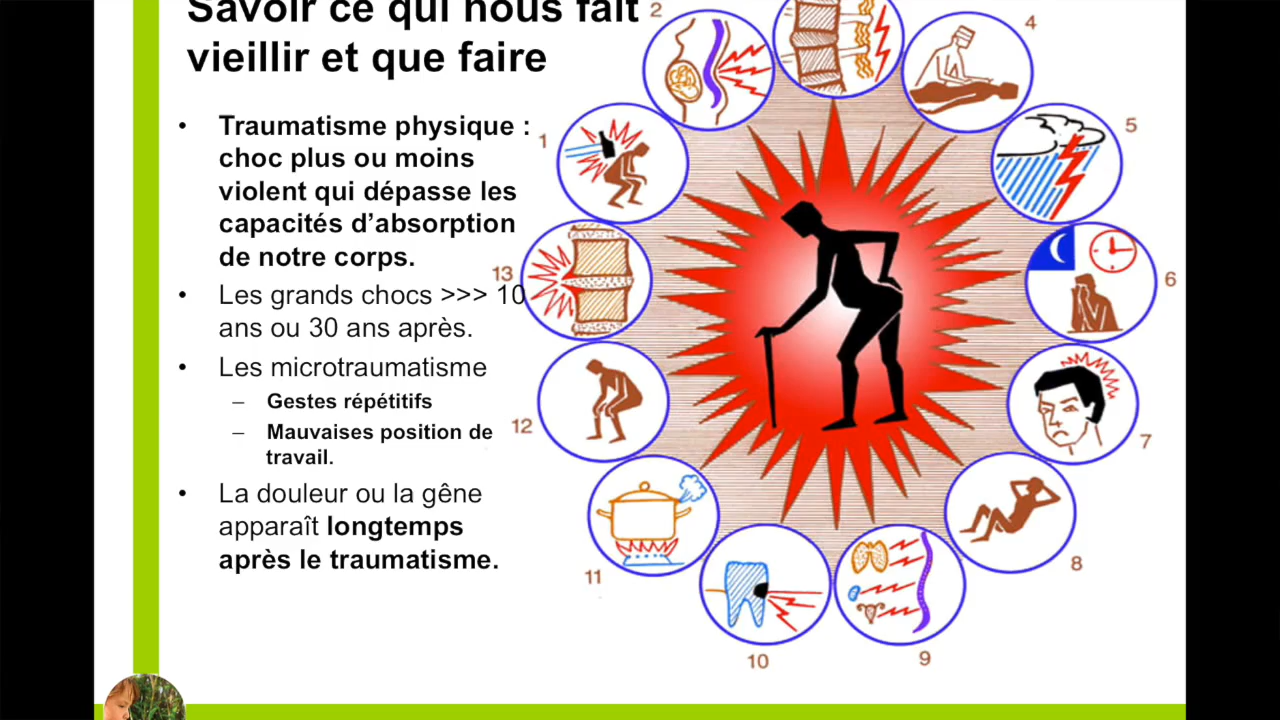 Savoir ce qui nous fait
vieillir et que faire
• Traumatisme physique :
choc plus ou moins
violent qui dépasse les
capacités d’absorption
de notre corps.
• Les grands chocs >>> 10
ans ou 30 ans après.
• Les microtraumatisme
– Gestes répétitifs
– Mauvaises position de
travail.
• La douleur ou la gêne
apparaît longtemps
après le traumatisme.
1
2
4
5
6
7
8
9
10
11
12
13